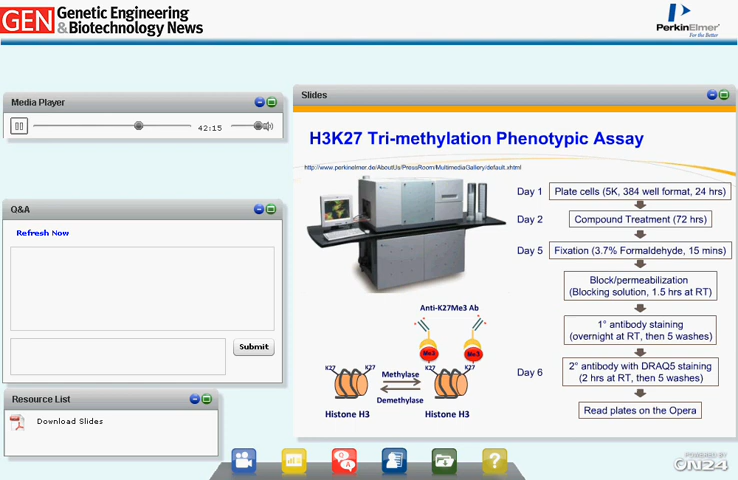 GEN Genetic Engineering
& Biotechnology News
PerkinElmer®
For the Better
Media Player
42:15
Q&A
Refresh Now
Submit
Resource List
Download Slides
Slides
H3K27 Tri-methylation Phenotypic Assay
http://www.perkinelmer.de/AboutUs/PressRoom/MultimediaGallery/default.xhtml
Day 1 Plate cells (5K, 384 well format, 24 hrs)
Day 2 Compound Treatment (72 hrs)
Day 5 Fixation (3.7% Formaldehyde, 15 mins)
Block/permeabilization
(Blocking solution, 1.5 hrs at RT)
1° antibody staining
(overnight at RT, then 5 washes)
Day 6 2° antibody with DRAQ5 staining
(2 hrs at RT, then 5 washes)
Read plates on the Opera
Anti-K27Me3 Ab
Me3 Me3
K27 K27 K27 K27
Methylase
Demethylase
Histone H3 Histone H3
Q A
?
POWERED BY
ON24